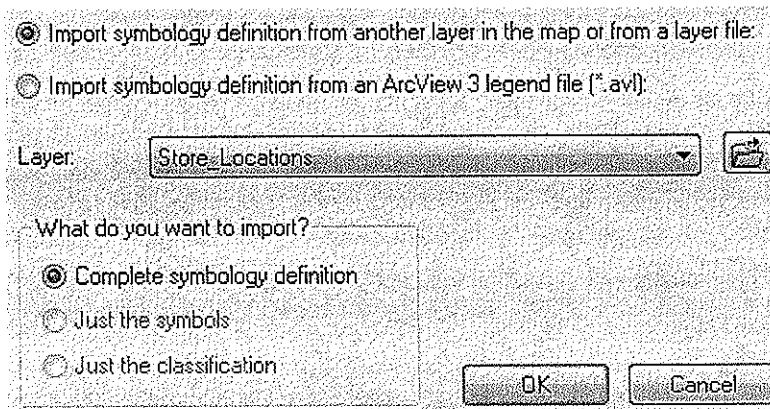 Import symbology definition from another layer in the map or from a layer file:
Import symbology definition from an ArcView 3 legend file (*.avl):
Layer: Store_Locations
What do you want to import?
Complete symbology definition
Just the symbols
Just the classification
OK Cancel